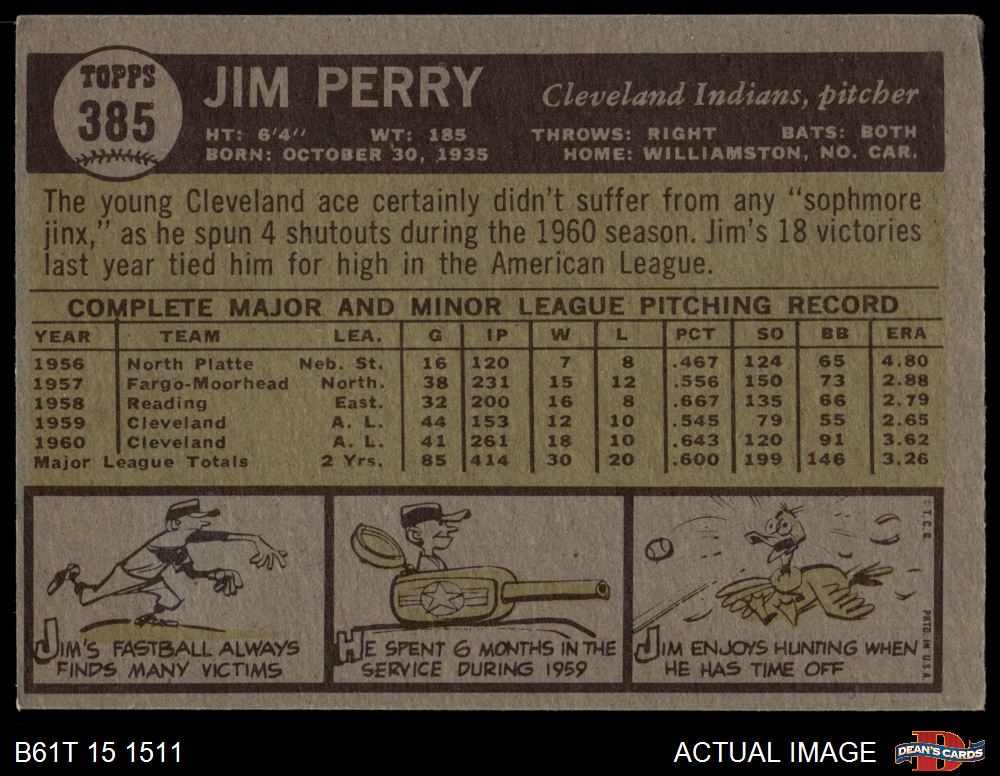 TOPPS
385
JIM PERRY
Cleveland Indians, pitcher
HT: 6'4" WT: 185 THROWS: RIGHT BATS: BOTH
BORN: OCTOBER 30, 1935 HOME: WILLIAMSTON, NO. CAR.
The young Cleveland ace certainly didn't suffer from any "sophmore
jinx," as he spun 4 shutouts during the 1960 season. Jim's 18 victories
last year tied him for high in the American League.
COMPLETE MAJOR AND MINOR LEAGUE PITCHING RECORD
YEAR TEAM LEA. G IP W L PCT SO BB ERA
1956 North Platte Neb. St. 16 120 7 8 .467 124 65 4.80
1957 Fargo-Moorhead North. 38 231 15 12 .556 150 73 2.88
1958 Reading East. 32 200 16 8 .667 135 66 2.79
1959 Cleveland A. L. 44 153 12 10 .545 79 55 2.65
1960 Cleveland A. L. 41 261 18 10 .643 120 91 3.62
Major League Totals 2 Yrs. 85 414 30 20 .600 199 146 3.26
JIM'S FASTBALL ALWAYS
FINDS MANY VICTIMS
HE SPENT 6 MONTHS IN THE
SERVICE DURING 1959
JIM ENJOYS HUNTING WHEN
HE HAS TIME OFF
© T. C. G.
PRTD. IN U.S.A.
B61T 15 1511
ACTUAL IMAGE
DEAN'S CARDS